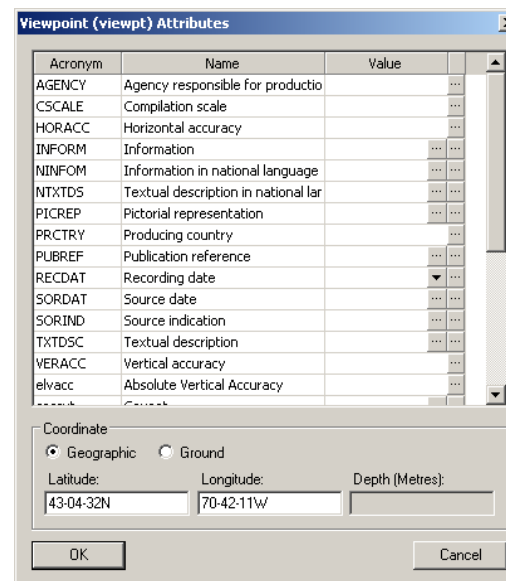 Viewpoint (viewpt) Attributes
Acronym Name Value
AGENCY Agency responsible for productio
CSCALE Compilation scale
HORACC Horizontal accuracy
INFORM Information
NINFOM Information in national language
NTXTDS Textual description in national lar
PICREP Pictorial representation
PRCTRY Producing country
PUBREF Publication reference
RECDAT Recording date
SORDAT Source date
SORIND Source indication
TXTDSC Textual description
VERACC Vertical accuracy
elvacc Absolute Vertical Accuracy
Coordinate
Geographic Ground
Latitude: Longitude: Depth (Metres):
43-04-32N 70-42-11W
OK Cancel